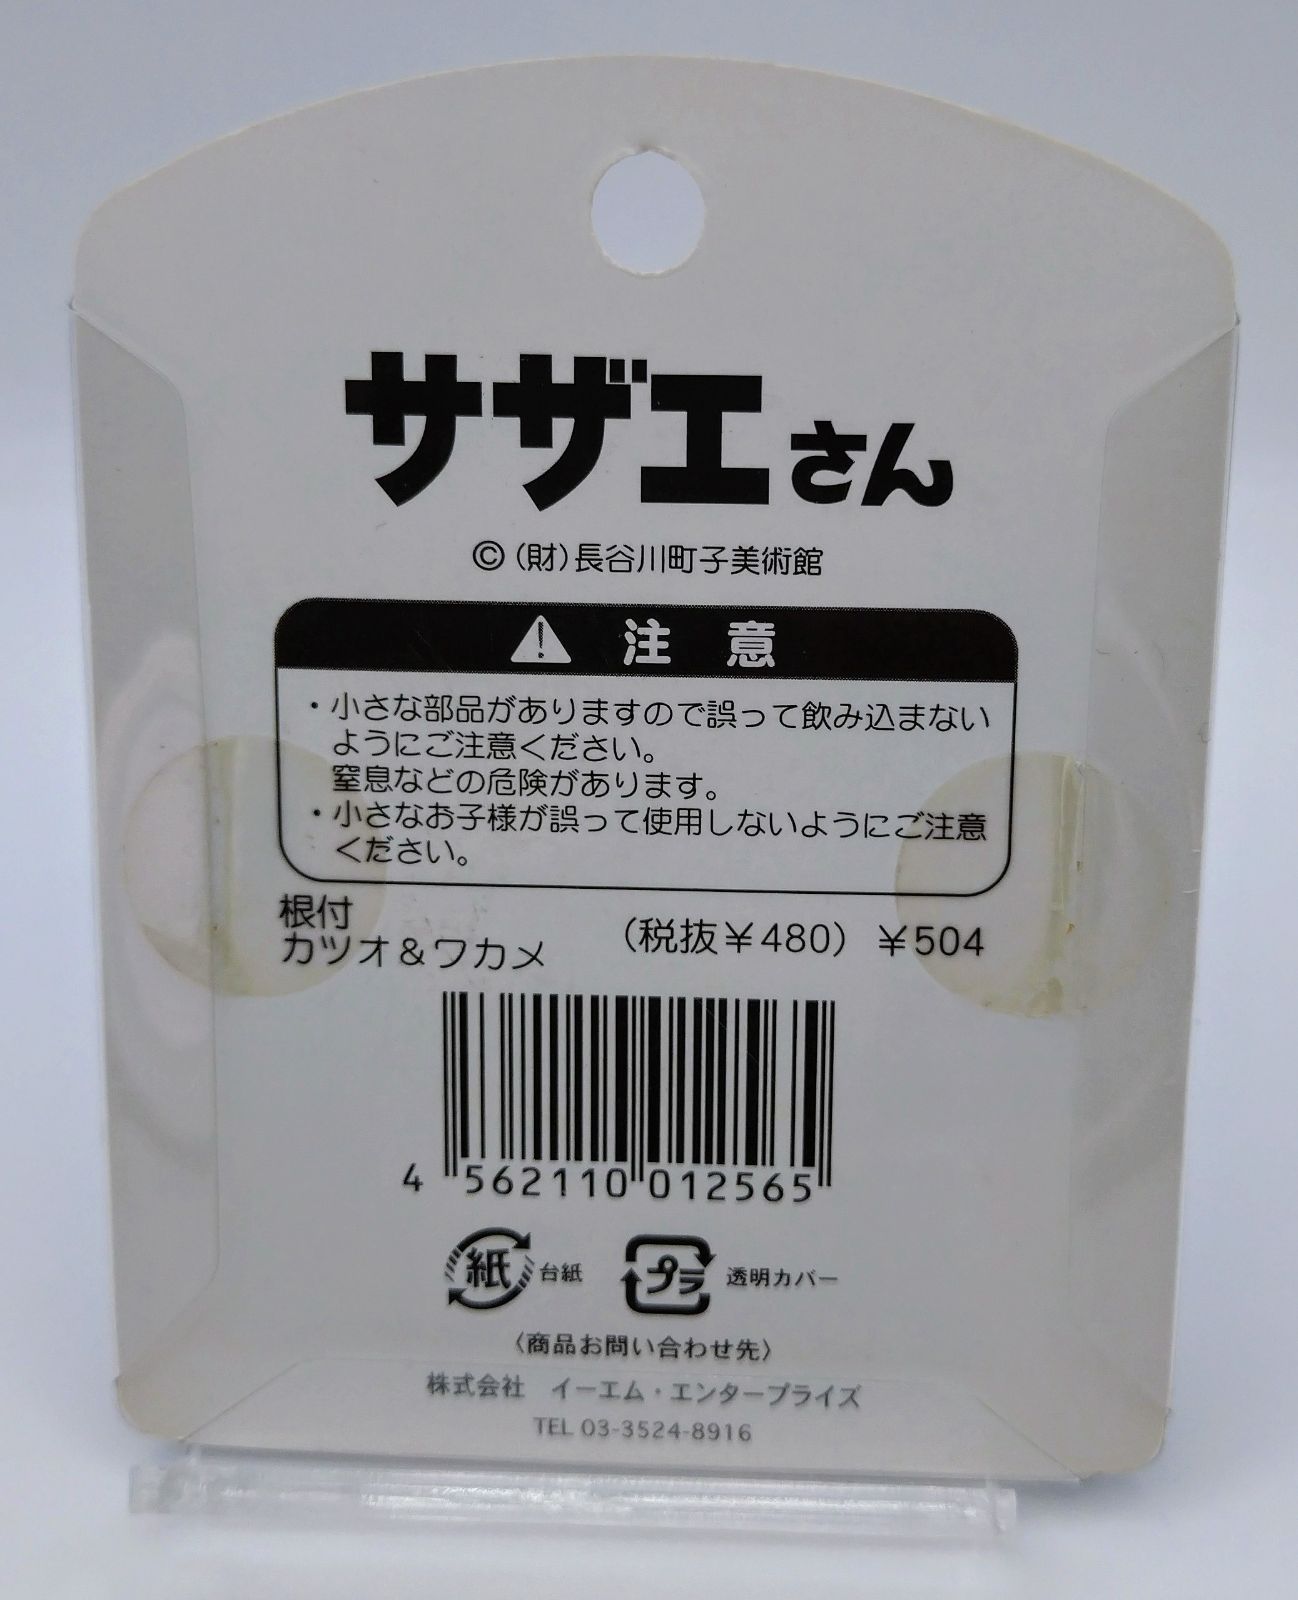 サザエさん
©(財)長谷川町子美術館
⚠ 注 意
・小さな部品がありますので誤って飲み込まない
ようにご注意ください。
窒息などの危険があります。
・小さなお子様が誤って使用しないようにご注意
ください。
根付
カツオ＆ワカメ (税抜￥480) ￥504
4 562110 012565
紙 台紙 プラ 透明カバー
〈商品お問い合わせ先〉
株式会社 イーエム・エンタープライズ
TEL 03-3524-8916